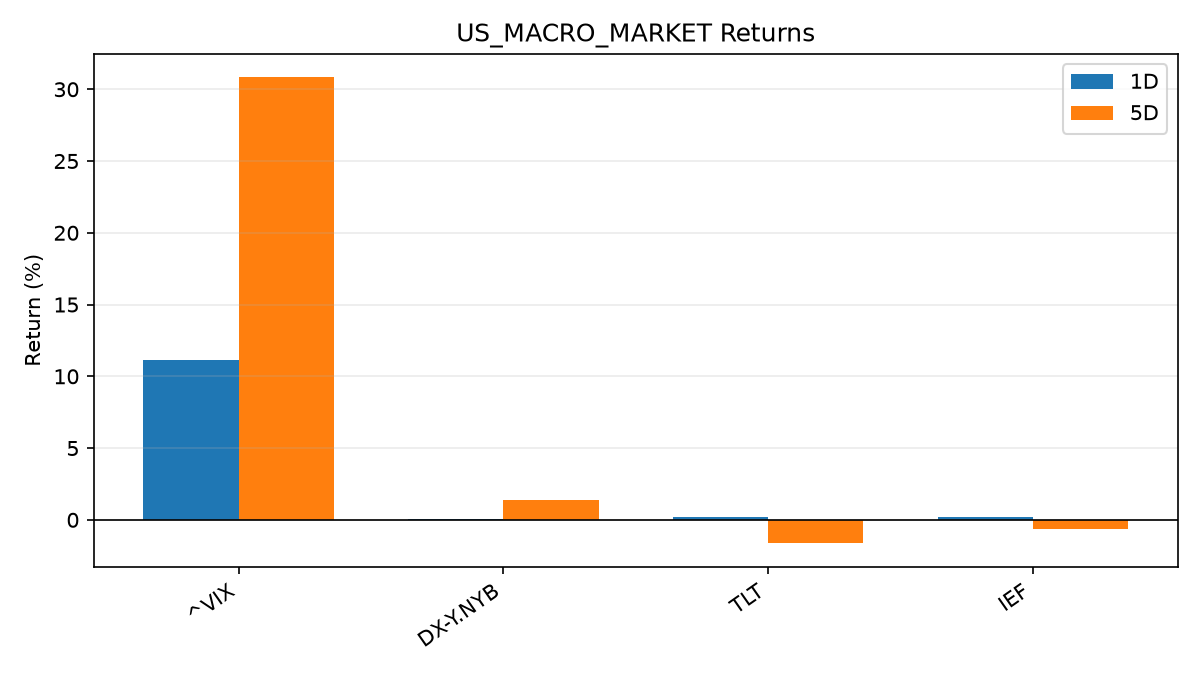 US_MACRO_MARKET Returns
1D
5D
Return (%)
30
25
20
15
10
5
0
^VIX
DX-Y.NYB
TLT
IEF